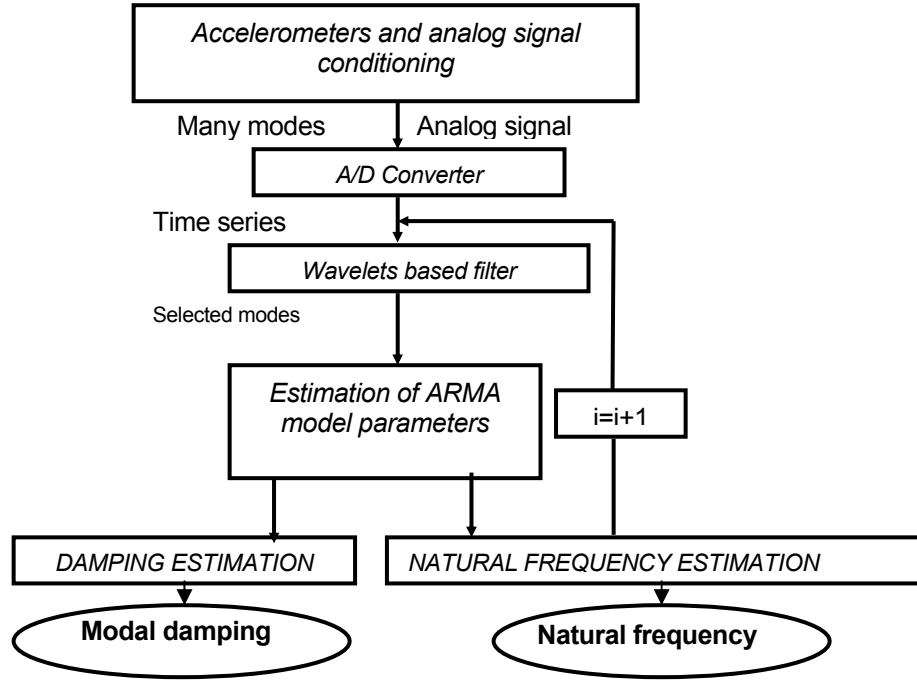 Accelerometers and analog signal
conditioning
Many modes
Analog signal
A/D Converter
Time series
Wavelets based filter
Selected modes
Estimation of ARMA
model parameters
i=i+1
DAMPING ESTIMATION
NATURAL FREQUENCY ESTIMATION
Modal damping
Natural frequency